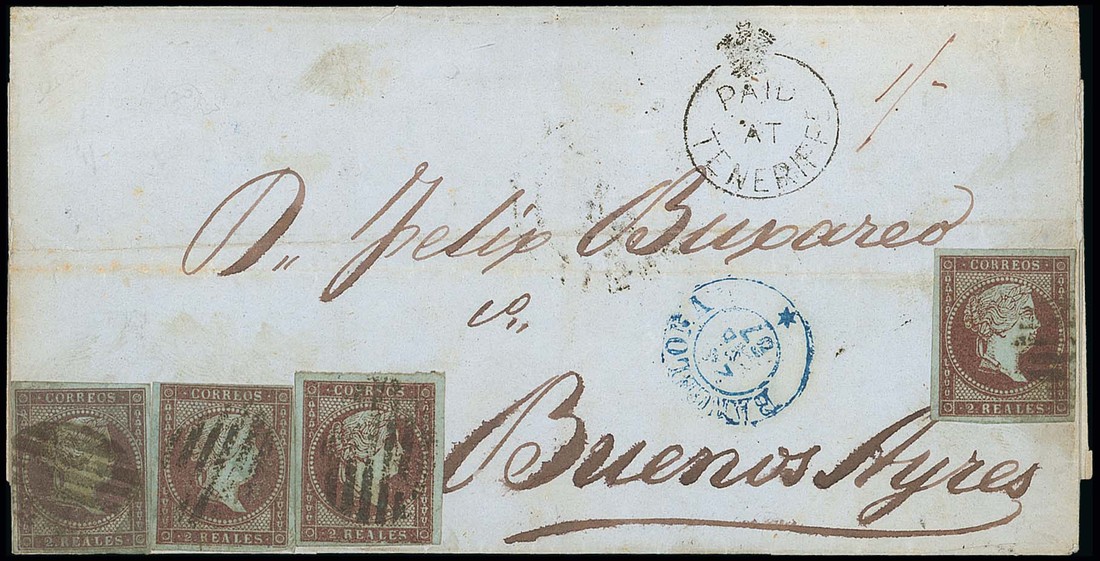 PAID
AT
TENERIFFE
1/-
D,, Felix Buxareo
CORREOS
2 REALES
BARCELONA
Buenos Ayres
CORREOS
2 REALES
CORREOS
2 REALES
CORREOS
2 REALES